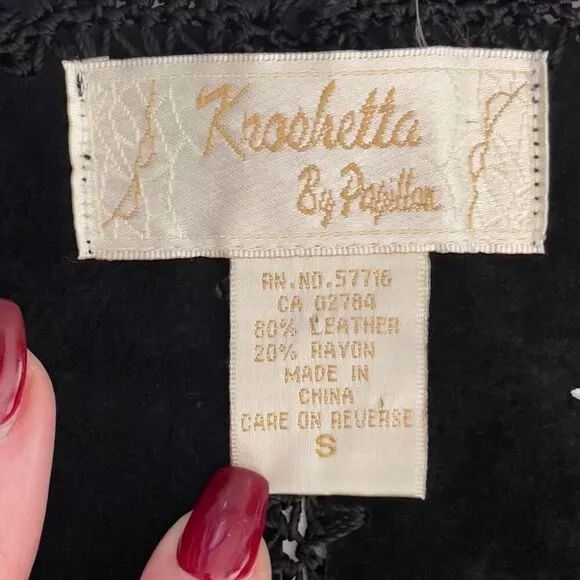 Krochetta
By Papillon
RN.NO.57716
CA 02784
80% LEATHER
20% RAYON
MADE IN
CHINA
CARE ON REVERSE
S